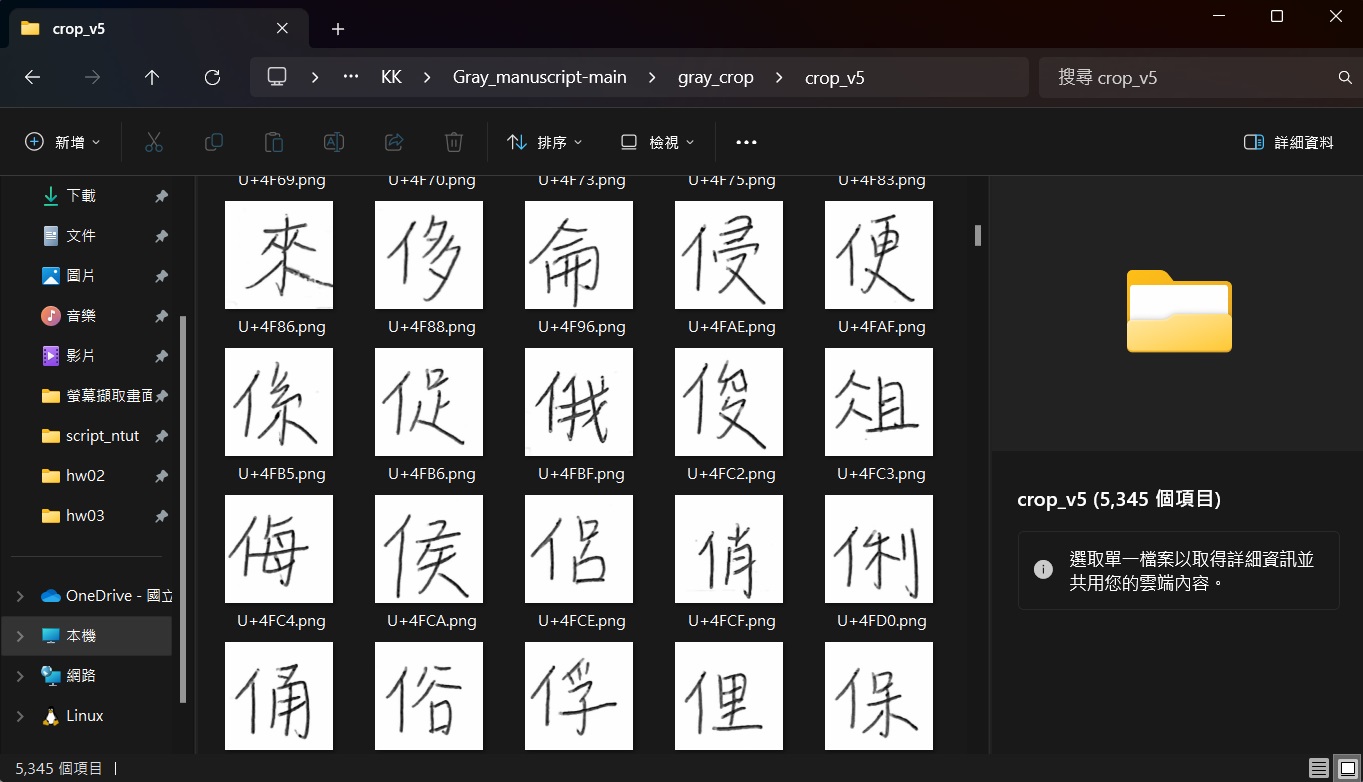 crop_v5
KK > Gray_manuscript-main > gray_crop > crop_v5
搜尋 crop_v5
新增
排序
檢視
詳細資料
下載
文件
圖片
音樂
影片
螢幕擷取畫面
script_ntut
hw02
hw03
OneDrive - 國立
本機
網路
Linux
U+4F69.png U+4F70.png U+4F73.png U+4F75.png U+4F83.png
來 侈 侖 侵 便
U+4F86.png U+4F88.png U+4F96.png U+4FAE.png U+4FAF.png
係 促 俄 俊 俎
U+4FB5.png U+4FB6.png U+4FBF.png U+4FC2.png U+4FC3.png
侮 侯 侶 俏 俐
U+4FC4.png U+4FCA.png U+4FCE.png U+4FCF.png U+4FD0.png
俑 俗 俘 俚 保
crop_v5 (5,345 個項目)
選取單一檔案以取得詳細資訊並
共用您的雲端內容。
5,345 個項目